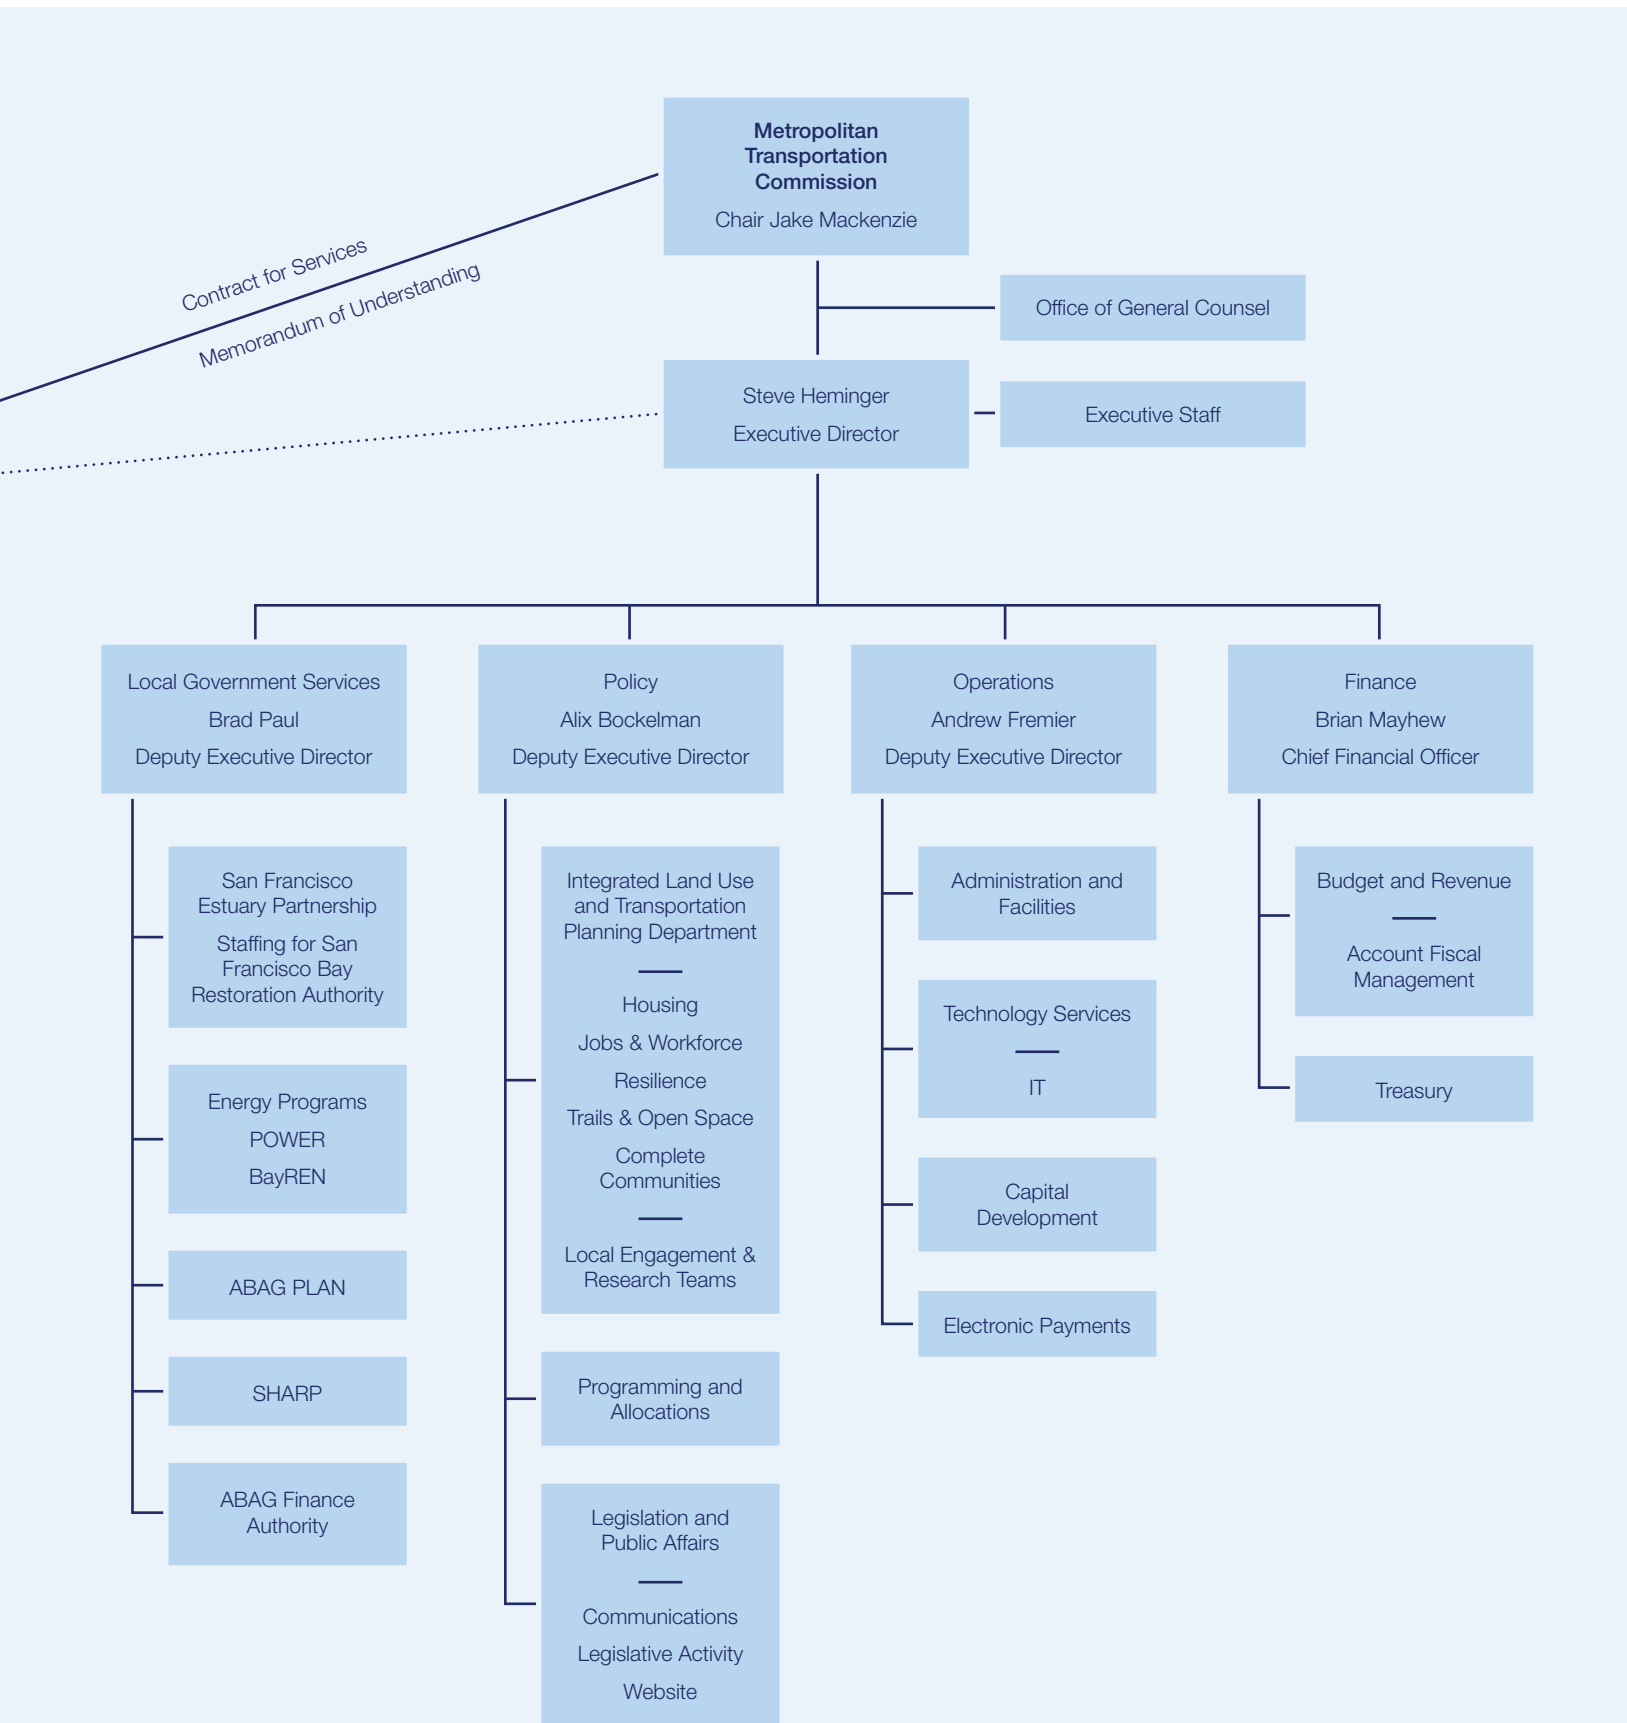 Metropolitan
Transportation
Commission
Chair Jake Mackenzie
Contract for Services
Memorandum of Understanding
Office of General Counsel
Steve Heminger
Executive Director
Executive Staff
Local Government Services
Brad Paul
Deputy Executive Director
Policy
Alix Bockelman
Deputy Executive Director
Operations
Andrew Fremier
Deputy Executive Director
Finance
Brian Mayhew
Chief Financial Officer
San Francisco
Estuary Partnership
Staffing for San
Francisco Bay
Restoration Authority
Energy Programs
POWER
BayREN
ABAG PLAN
SHARP
ABAG Finance
Authority
Integrated Land Use
and Transportation
Planning Department
Housing
Jobs & Workforce
Resilience
Trails & Open Space
Complete
Communities
Local Engagement &
Research Teams
Programming and
Allocations
Legislation and
Public Affairs
Communications
Legislative Activity
Website
Administration and
Facilities
Technology Services
IT
Capital
Development
Electronic Payments
Budget and Revenue
Account Fiscal
Management
Treasury